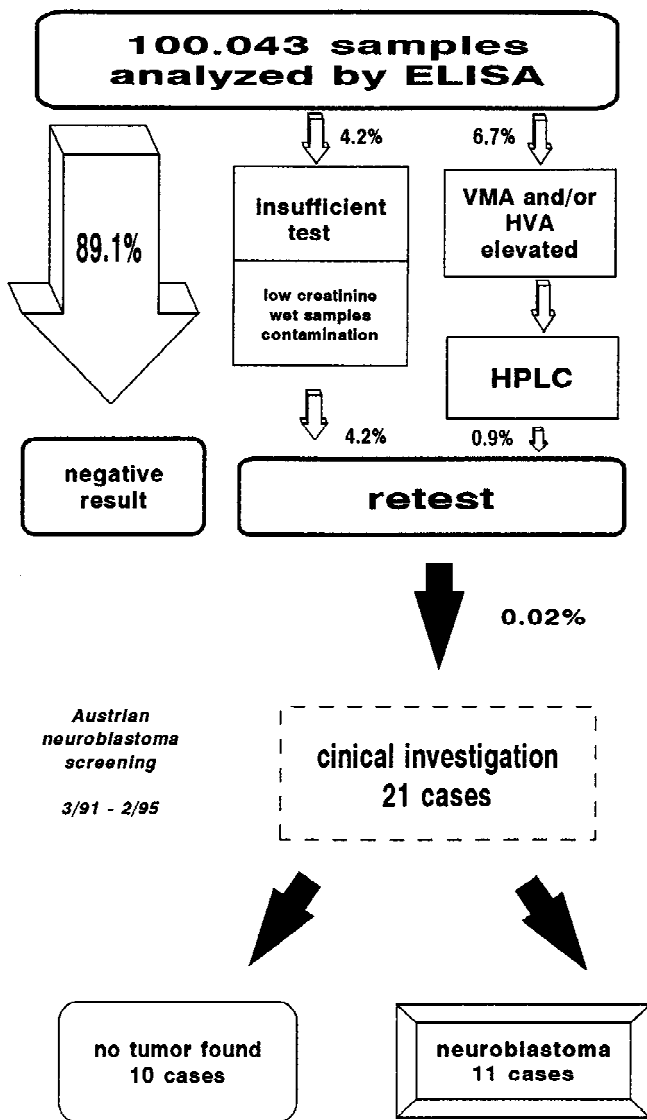 100.043 samples
analyzed by ELISA
4.2%
6.7%
89.1%
insufficient
test
low creatinine
wet samples
contamination
VMA and/or
HVA
elevated
HPLC
4.2%
0.9%
negative
result
retest
0.02%
Austrian
neuroblastoma
screening
3/91 - 2/95
cinical investigation
21 cases
no tumor found
10 cases
neuroblastoma
11 cases